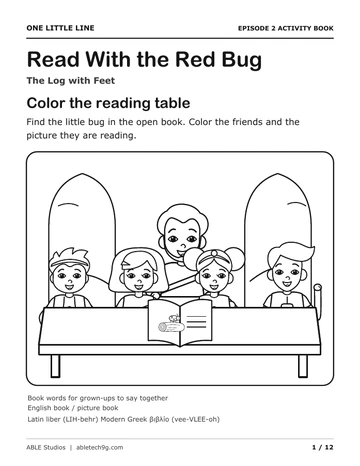 ONE LITTLE LINE
EPISODE 2 ACTIVITY BOOK
Read With the Red Bug
The Log with Feet
Color the reading table
Find the little bug in the open book. Color the friends and the
picture they are reading.
Book words for grown-ups to say together
English book / picture book
Latin liber (LIH-behr) Modern Greek βιβλίο (vee-VLEE-oh)
ABLE Studios | abletech9g.com
1 / 12